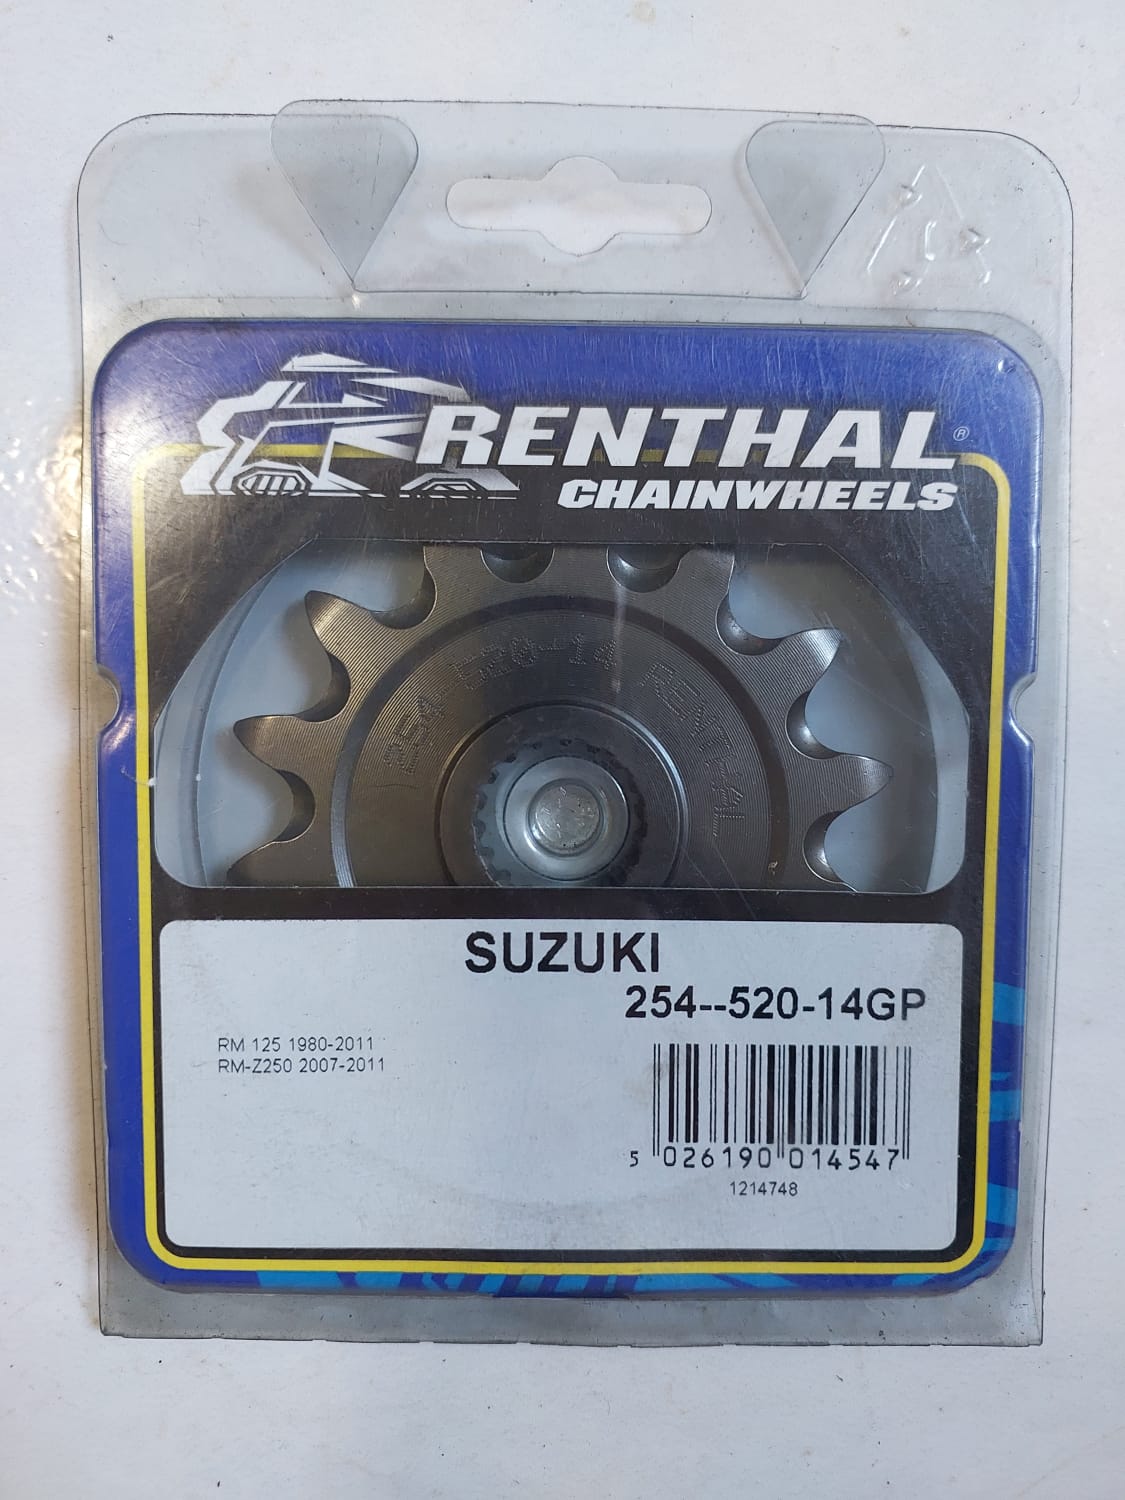 RENTHAL®
CHAINWHEELS
254-520-14 RENTHAL
SUZUKI
254--520-14GP
RM 125 1980-2011
RM-Z250 2007-2011
5 026190 014547
1214748